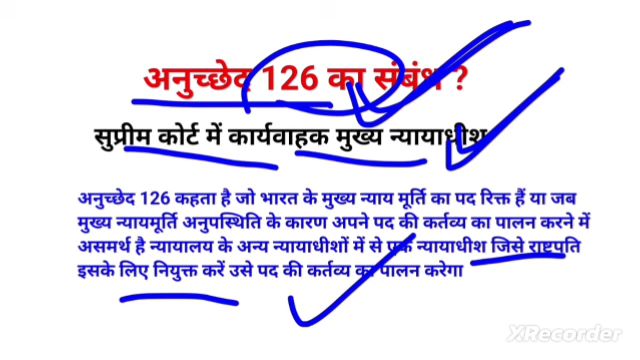 अनुच्छेद 126 का संबंध ?
सुप्रीम कोर्ट में कार्यवाहक मुख्य न्यायाधीश
अनुच्छेद 126 कहता है जो भारत के मुख्य न्याय मूर्ति का पद रिक्त हैं या जब
मुख्य न्यायमूर्ति अनुपस्थिति के कारण अपने पद की कर्तव्य का पालन करने में
असमर्थ है न्यायालय के अन्य न्यायाधीशों में से एक न्यायाधीश जिसे राष्ट्रपति
इसके लिए नियुक्त करें उसे पद की कर्तव्य का पालन करेगा
XRecorder